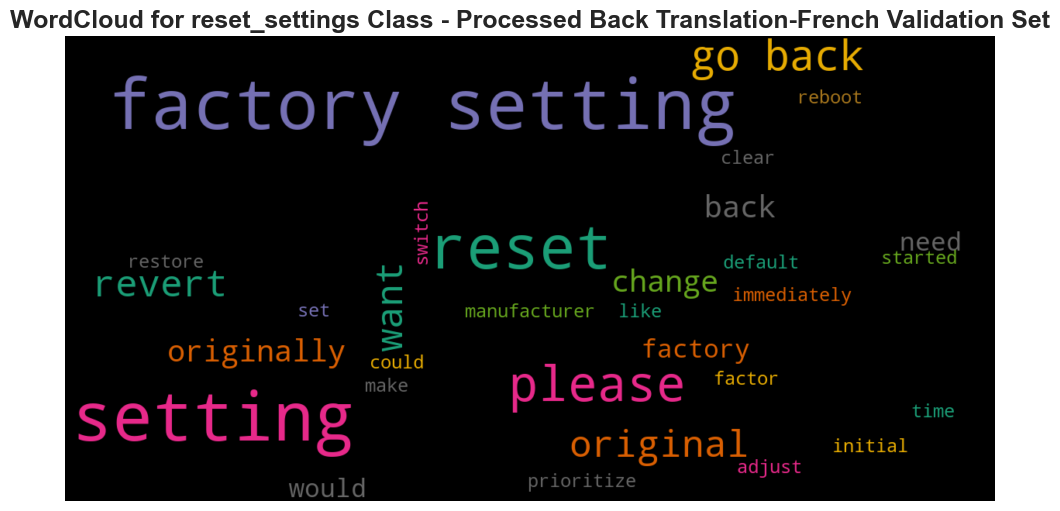 WordCloud for reset_settings Class - Processed Back Translation-French Validation Set
go back
factory setting
reboot
clear
switch
back
reset
need
restore
default
started
revert
want
change
immediately
set
manufacturer
like
originally
factory
could
make
please
factor
setting
time
original
initial
adjust
would
prioritize